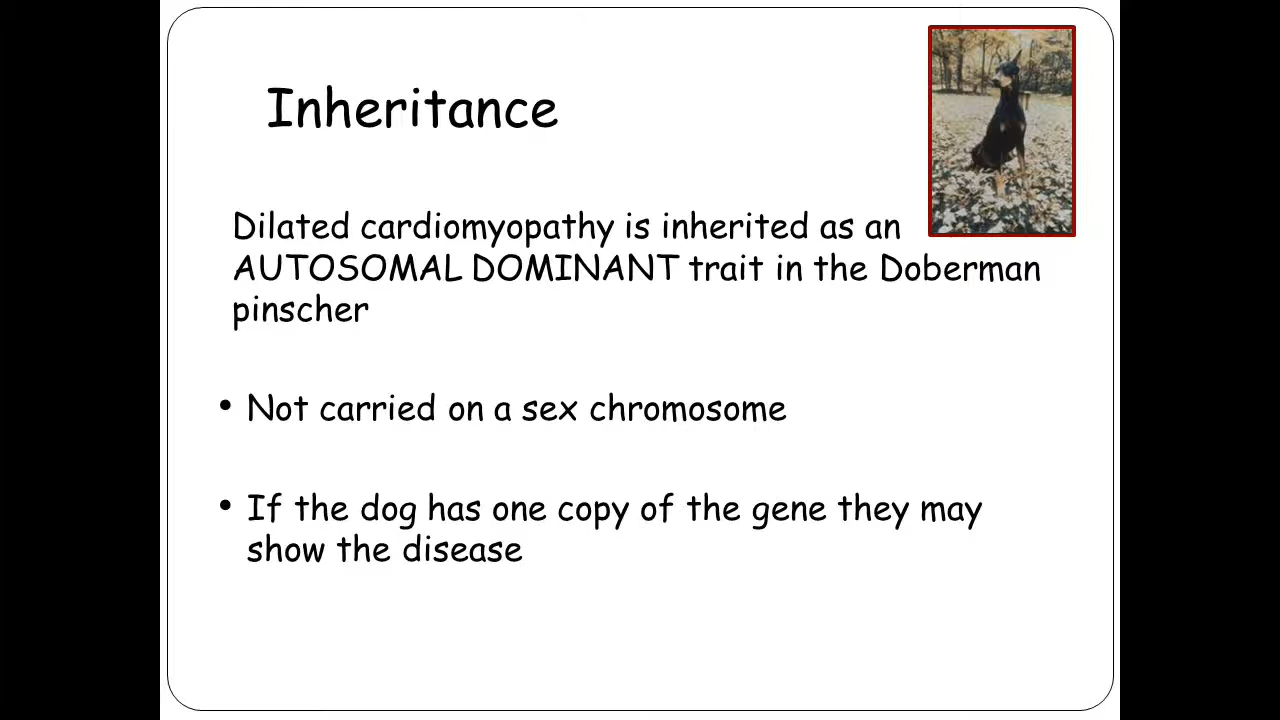 Inheritance
Dilated cardiomyopathy is inherited as an
AUTOSOMAL DOMINANT trait in the Doberman
pinscher
• Not carried on a sex chromosome
• If the dog has one copy of the gene they may
show the disease